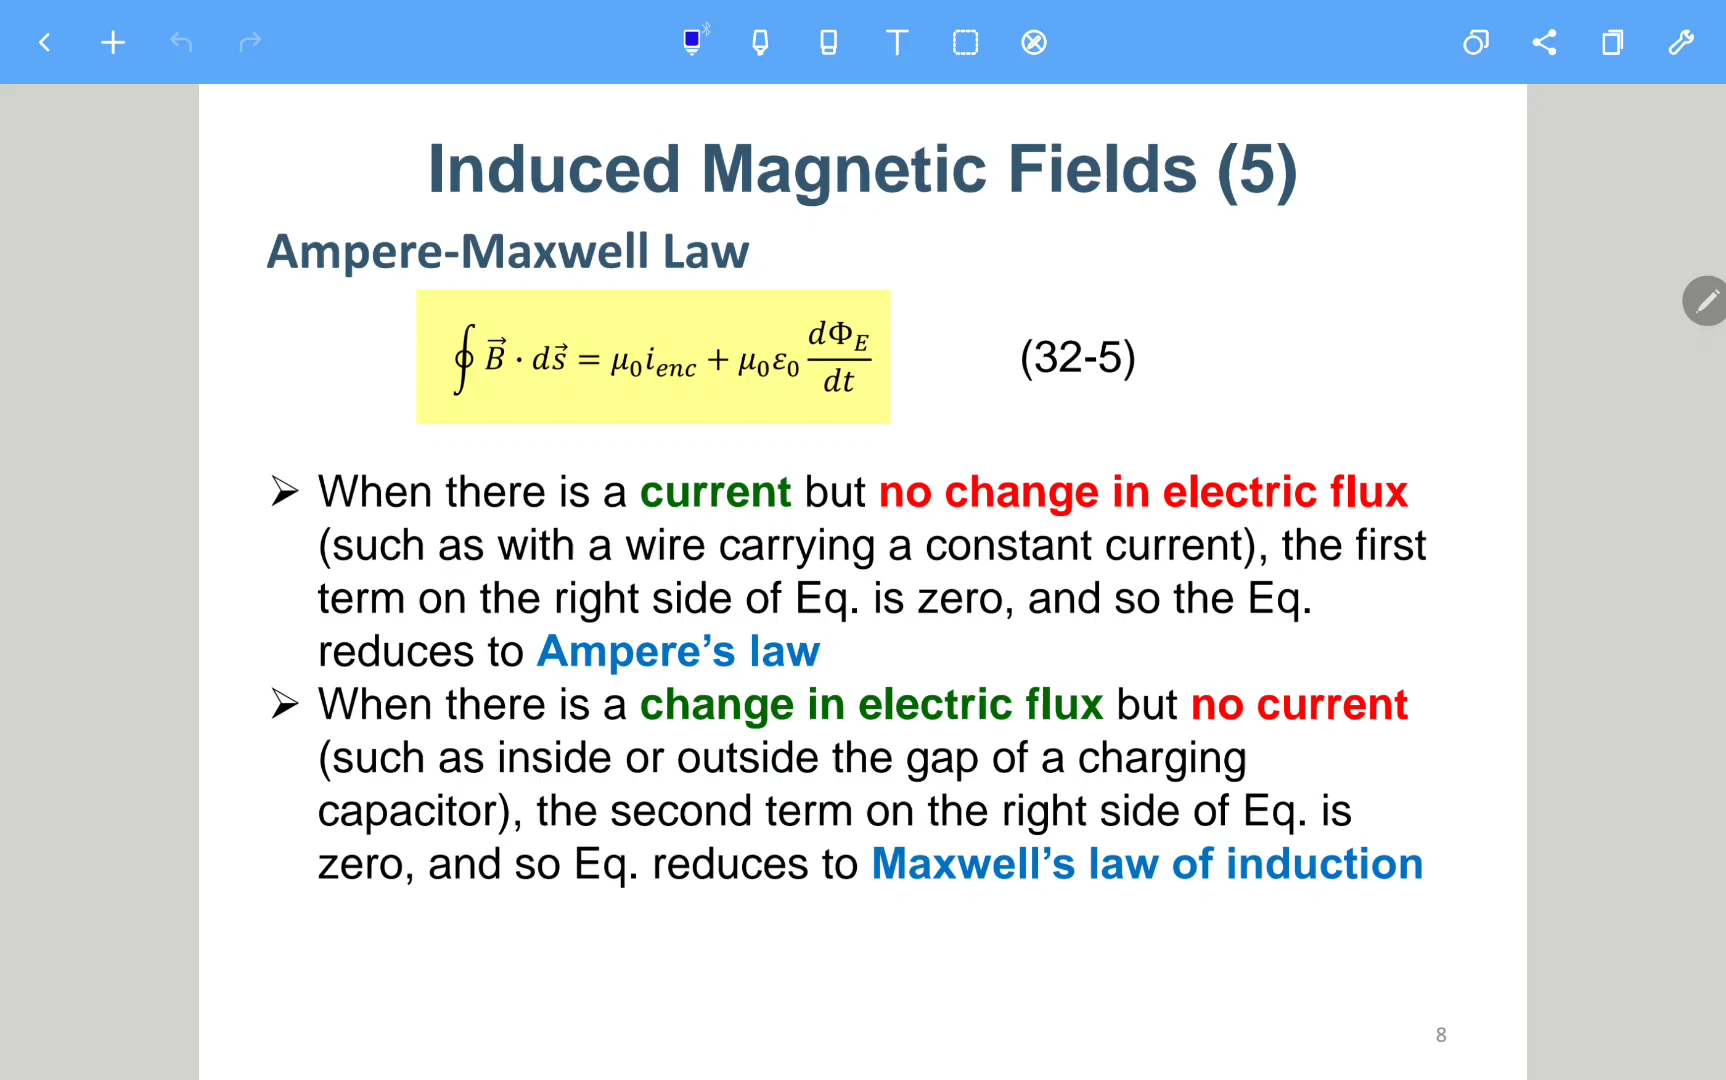 Induced Magnetic Fields (5)
Ampere-Maxwell Law
∮ B⃗ · ds⃗ = μ₀i_enc + μ₀ε₀ dΦ_E/dt (32-5)
➢ When there is a current but no change in electric flux
(such as with a wire carrying a constant current), the first
term on the right side of Eq. is zero, and so the Eq.
reduces to Ampere’s law
➢ When there is a change in electric flux but no current
(such as inside or outside the gap of a charging
capacitor), the second term on the right side of Eq. is
zero, and so Eq. reduces to Maxwell’s law of induction
8